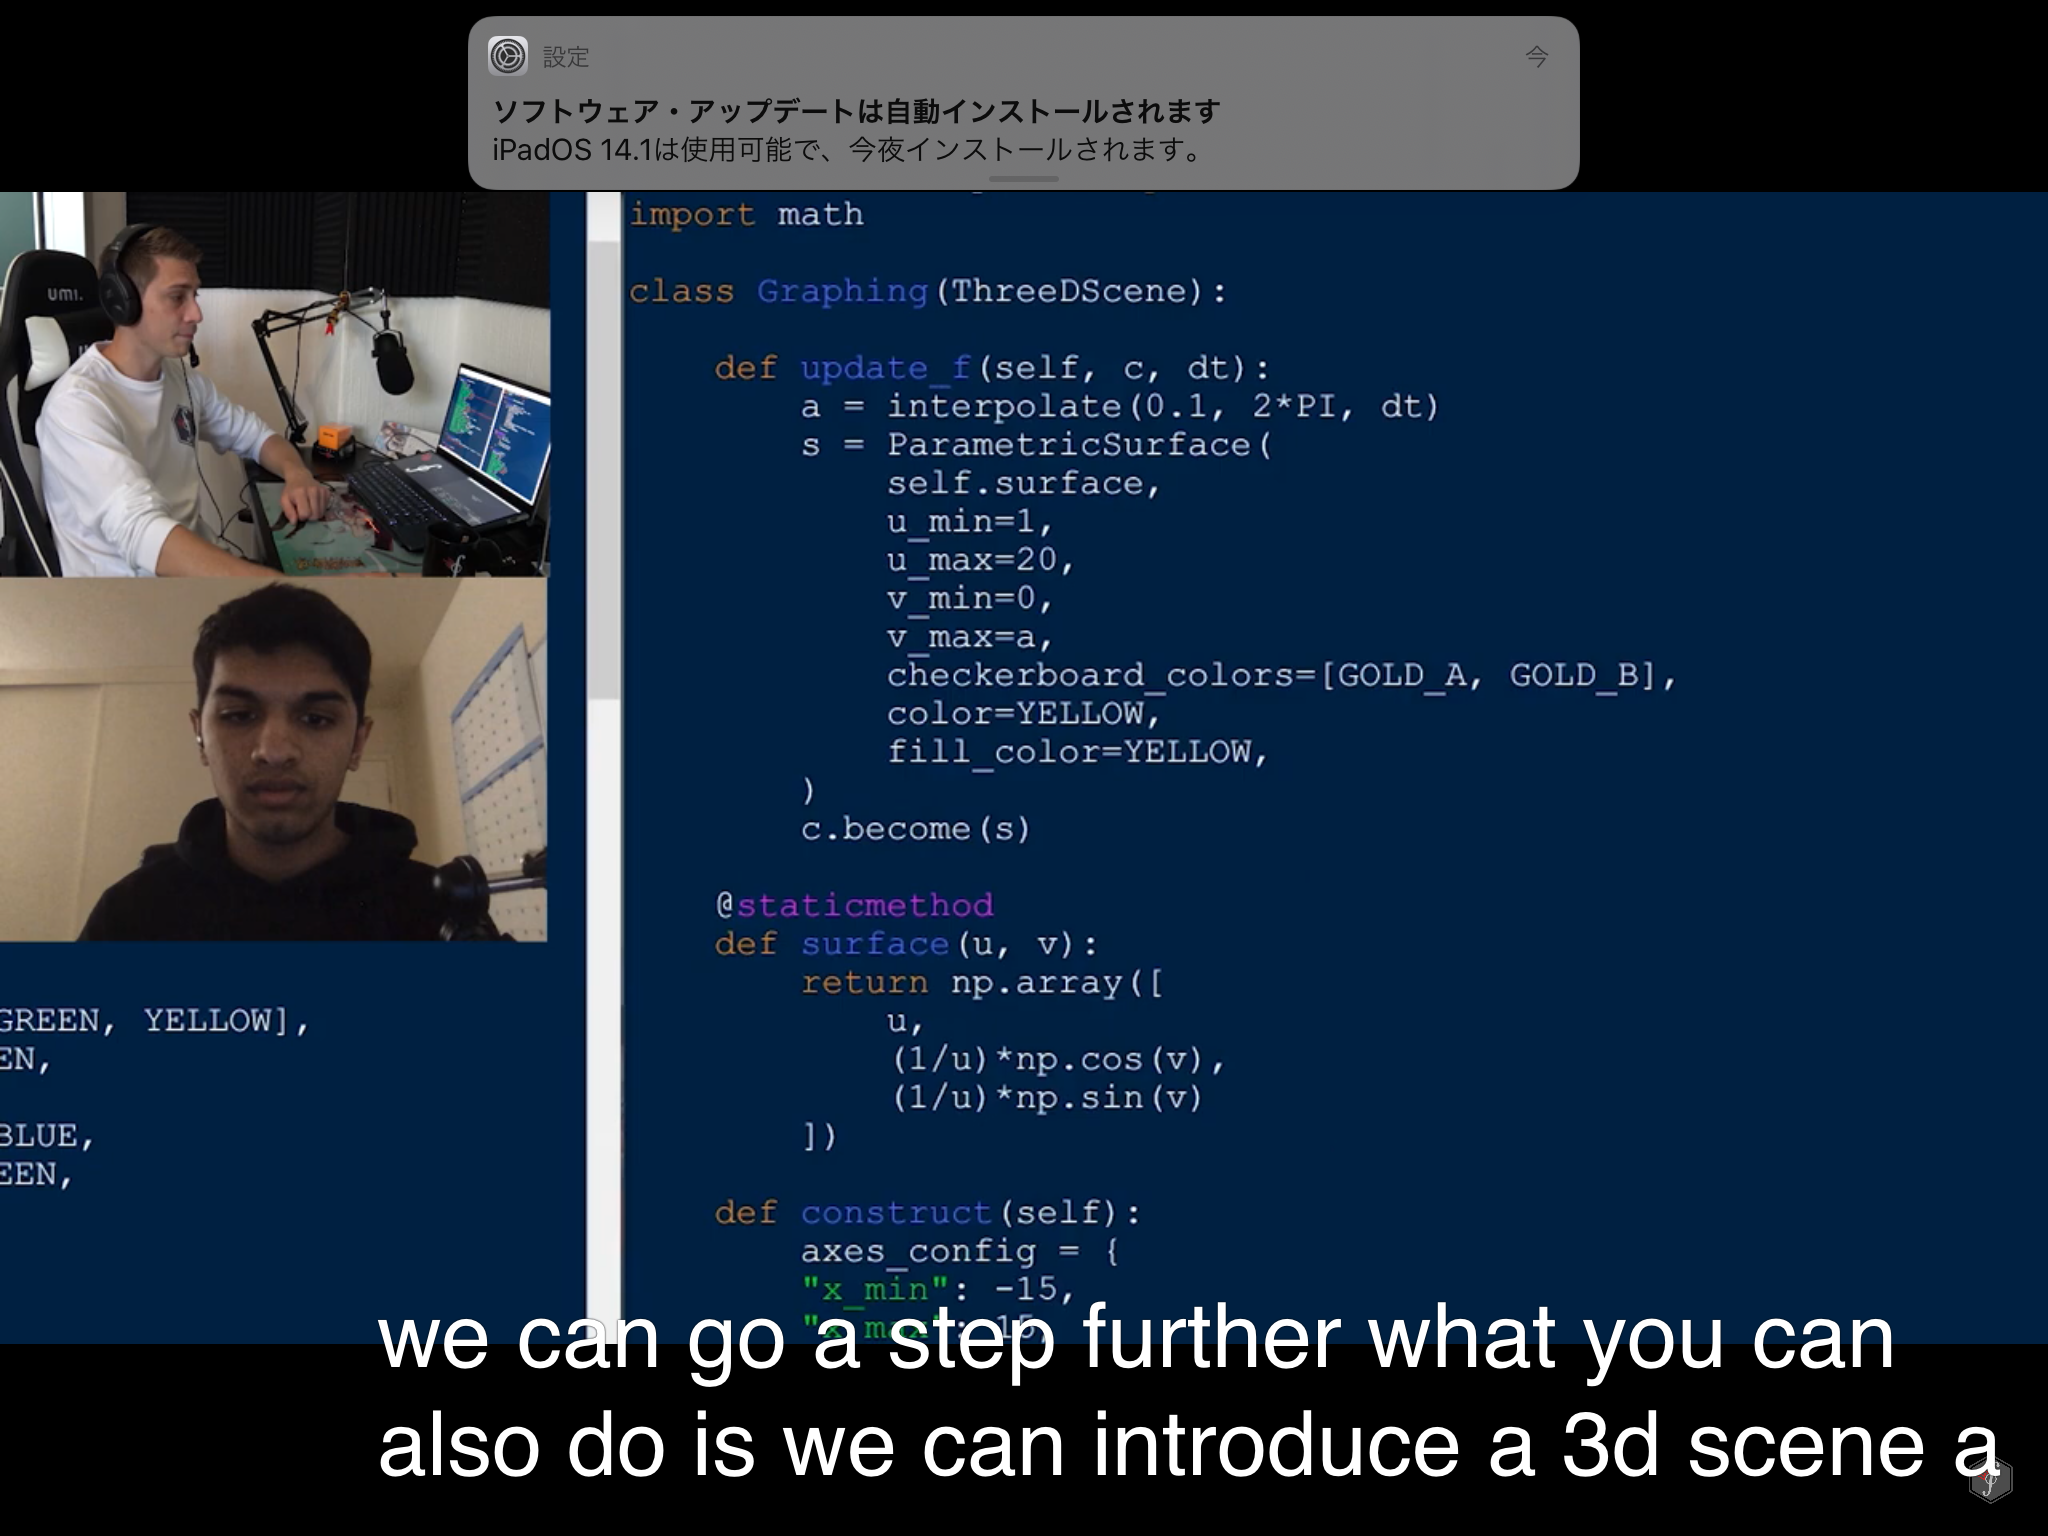 設定
今
ソフトウェア・アップデートは自動インストールされます
iPadOS 14.1は使用可能で、今夜インストールされます。
umi.
import math
class Graphing(ThreeDScene):
def update_f(self, c, dt):
a = interpolate(0.1, 2*PI, dt)
s = ParametricSurface(
self.surface,
u_min=1,
u_max=20,
v_min=0,
v_max=a,
checkerboard_colors=[GOLD_A, GOLD_B],
color=YELLOW,
fill_color=YELLOW,
)
c.become(s)
@staticmethod
def surface(u, v):
return np.array([
u,
(1/u)*np.cos(v),
(1/u)*np.sin(v)
])
def construct(self):
axes_config = {
"x_min": -15,
"x_max": 15,
GREEN, YELLOW],
EN,
BLUE,
EEN,
we can go a step further what you can
also do is we can introduce a 3d scene a